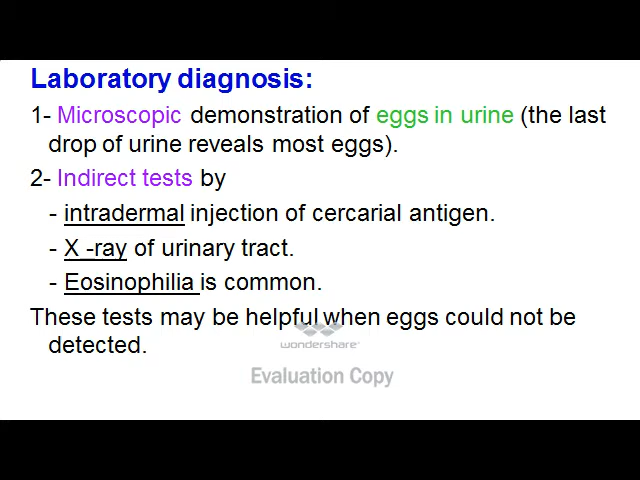 Laboratory diagnosis:
1- Microscopic demonstration of eggs in urine (the last
drop of urine reveals most eggs).
2- Indirect tests by
- intradermal injection of cercarial antigen.
- X -ray of urinary tract.
- Eosinophilia is common.
These tests may be helpful when eggs could not be
detected.
wondershare
Evaluation Copy